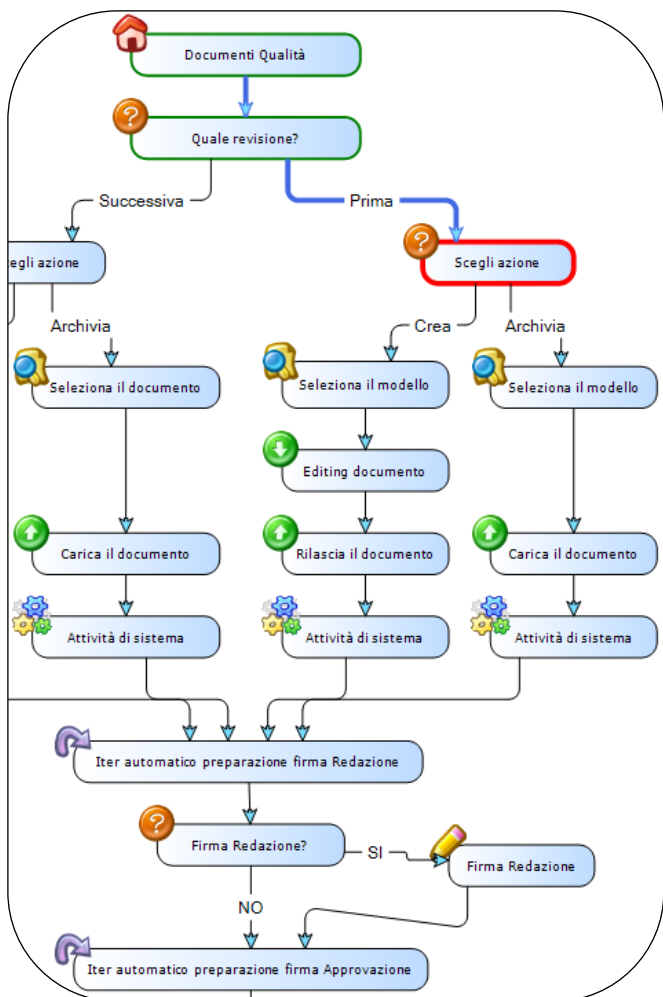 Documenti Qualità
Quale revisione?
Successiva
Prima
egli azione
Scegli azione
Archivia
Crea
Archivia
Seleziona il documento
Seleziona il modello
Seleziona il modello
Editing documento
Carica il documento
Rilascia il documento
Carica il documento
Attività di sistema
Attività di sistema
Attività di sistema
Iter automatico preparazione firma Redazione
Firma Redazione?
SI
Firma Redazione
NO
Iter automatico preparazione firma Approvazione